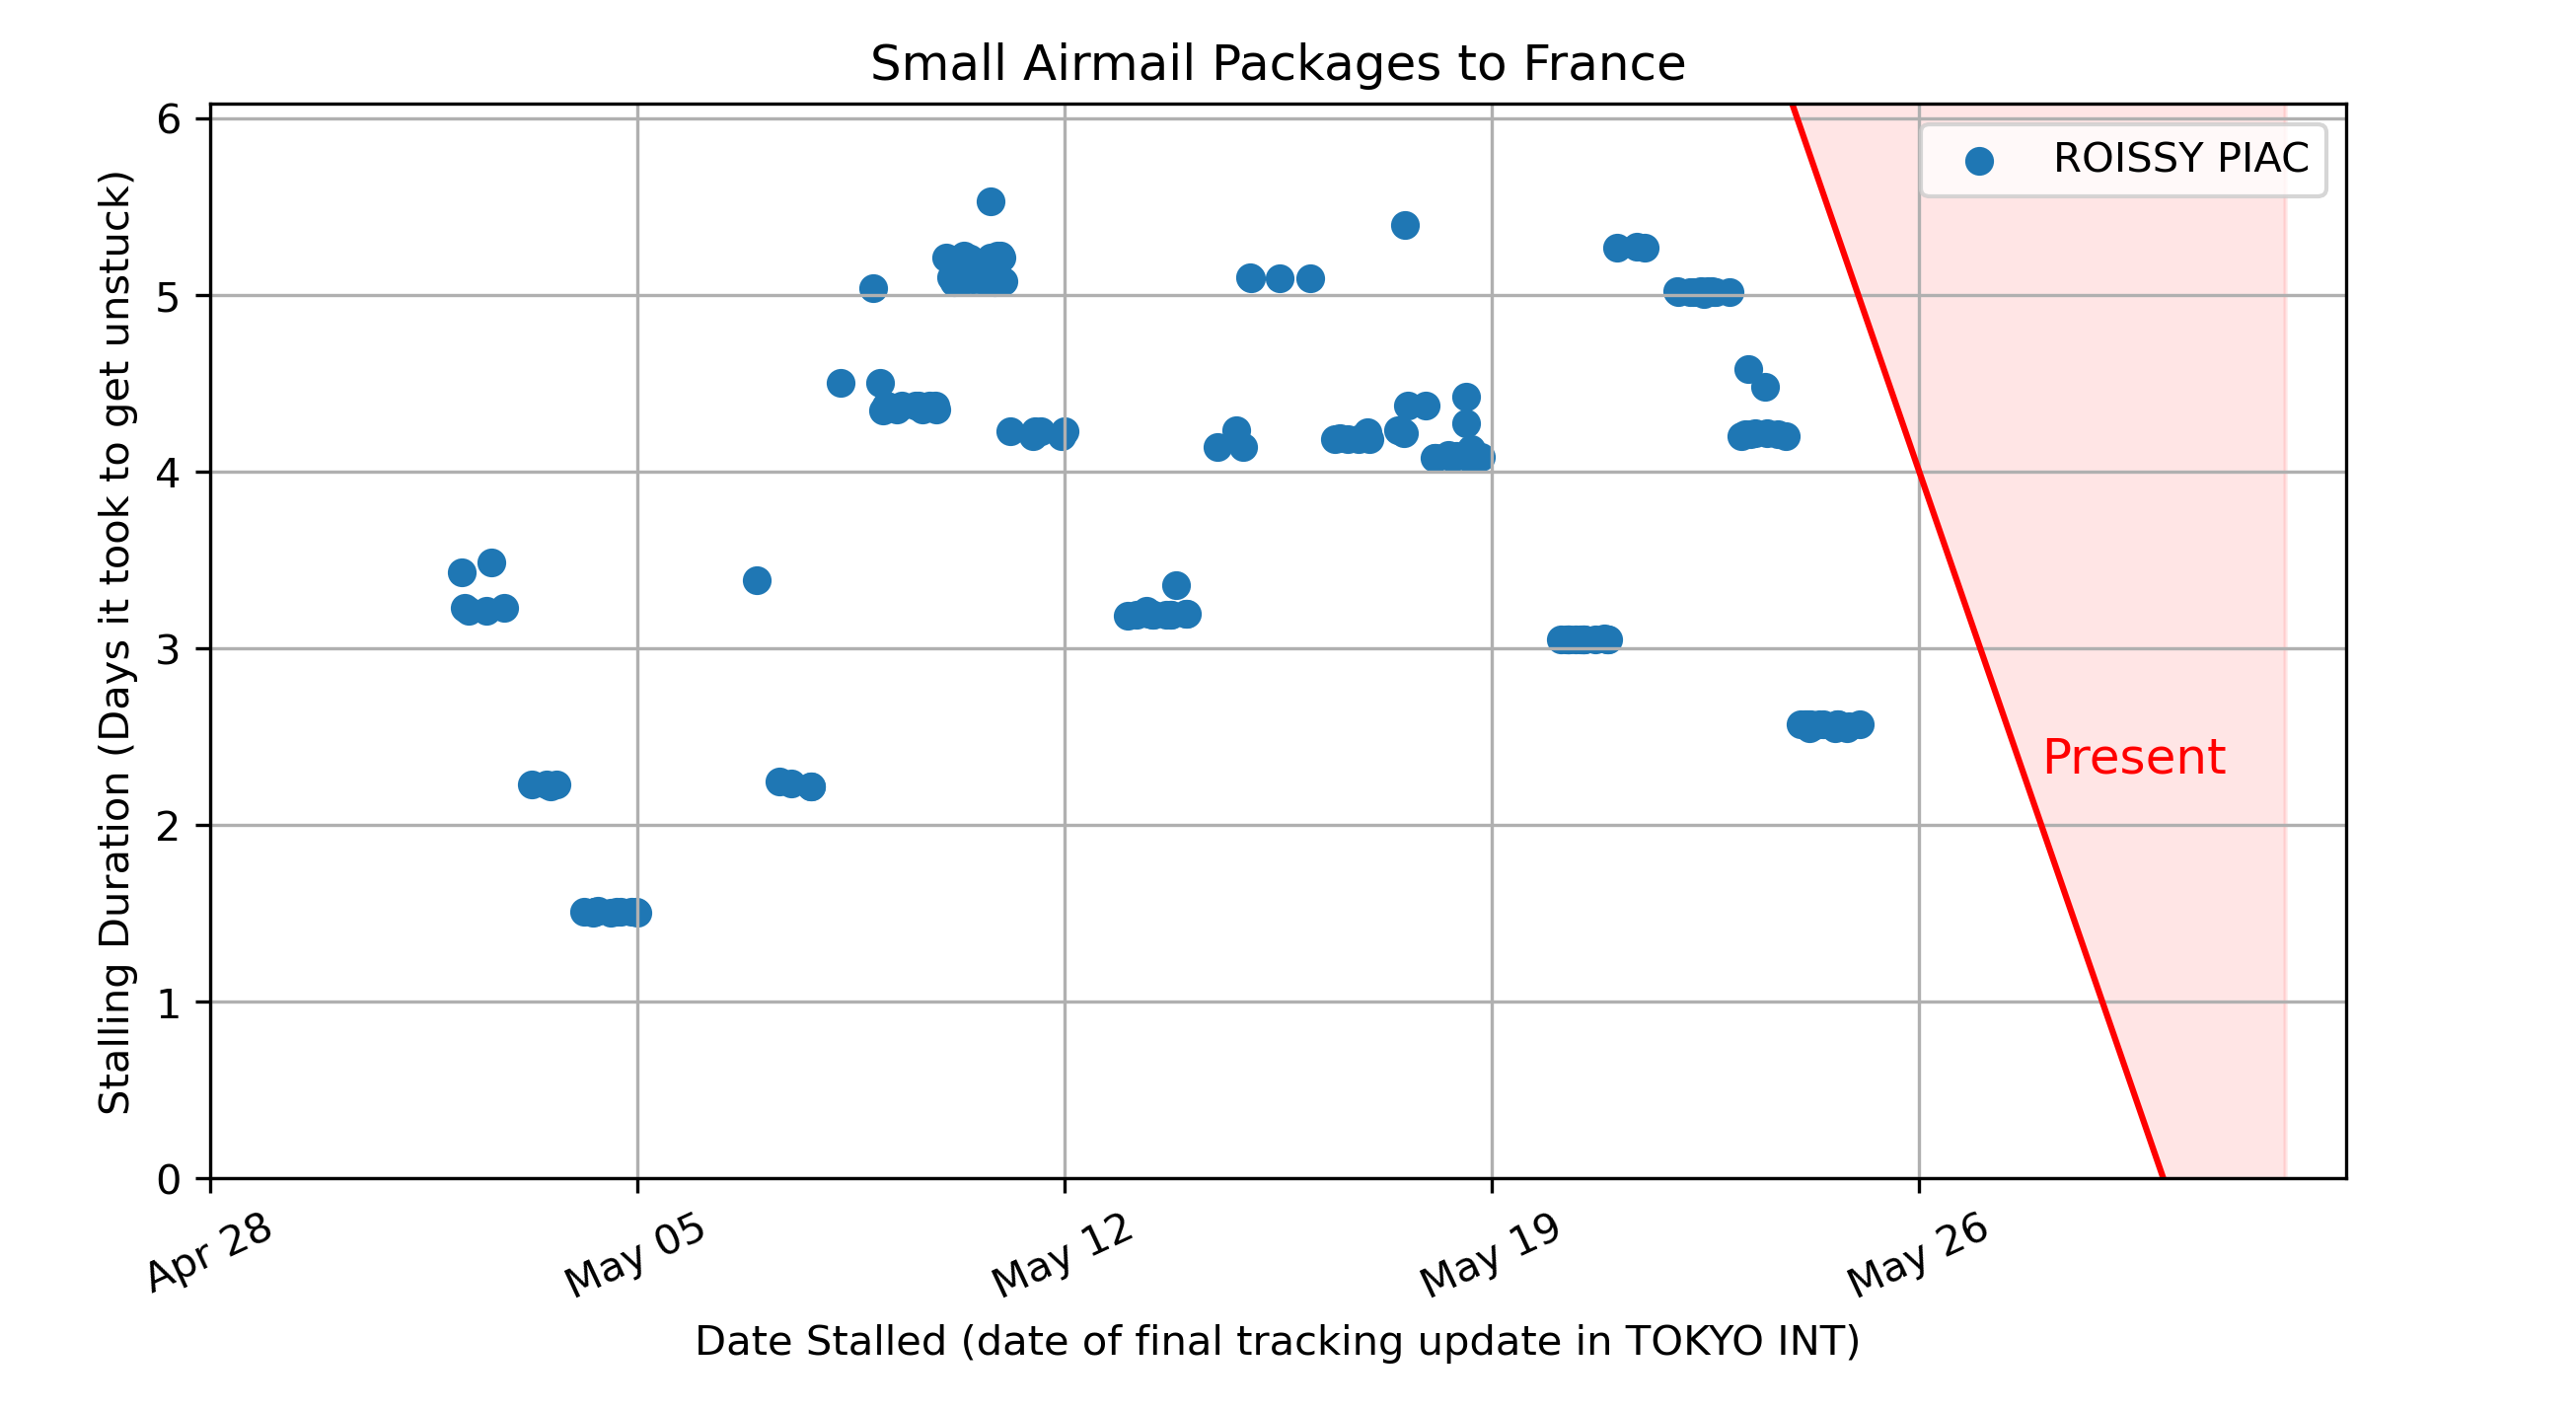 Small Airmail Packages to France
Stalling Duration (Days it took to get unstuck)
6
5
4
3
2
1
0
ROISSY PIAC
Present
Apr 28
May 05
May 12
May 19
May 26
Date Stalled (date of final tracking update in TOKYO INT)